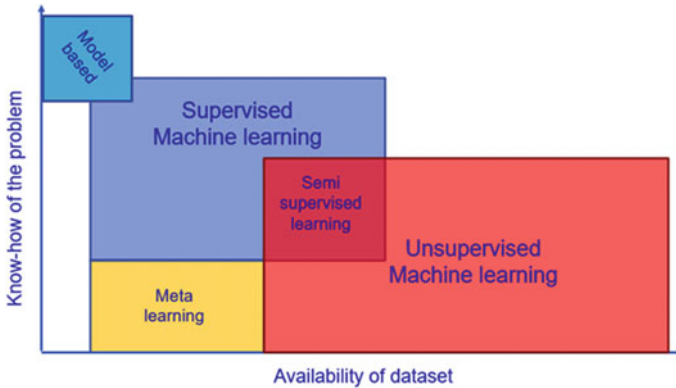 Model
based
Supervised
Machine learning
Semi
supervised
learning
Unsupervised
Machine learning
Meta
learning
Know-how of the problem
Availability of dataset